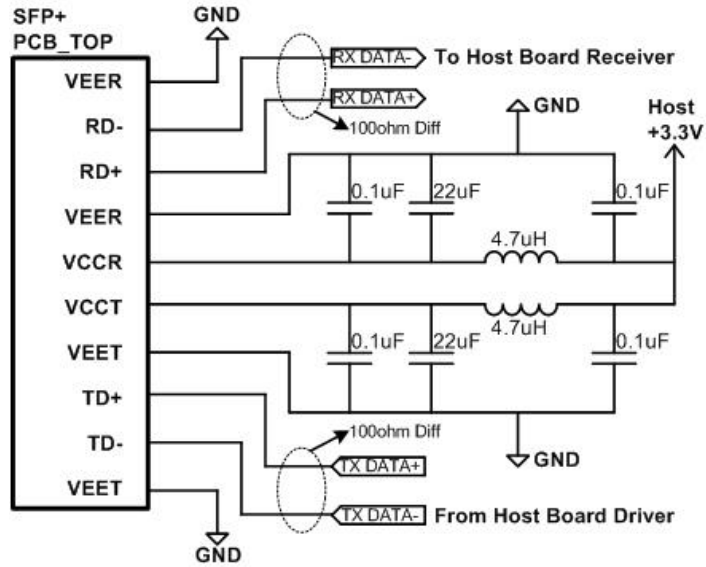 SFP+
PCB_TOP
GND
VEER
RD-
RD+
VEER
VCCR
VCCT
VEET
TD+
TD-
VEET
RX DATA-
To Host Board Receiver
RX DATA+
100ohm Diff
GND
Host
+3.3V
0.1uF
22uF
0.1uF
4.7uH
4.7uH
0.1uF
22uF
0.1uF
100ohm Diff
TX DATA+
GND
TX DATA-
From Host Board Driver
GND